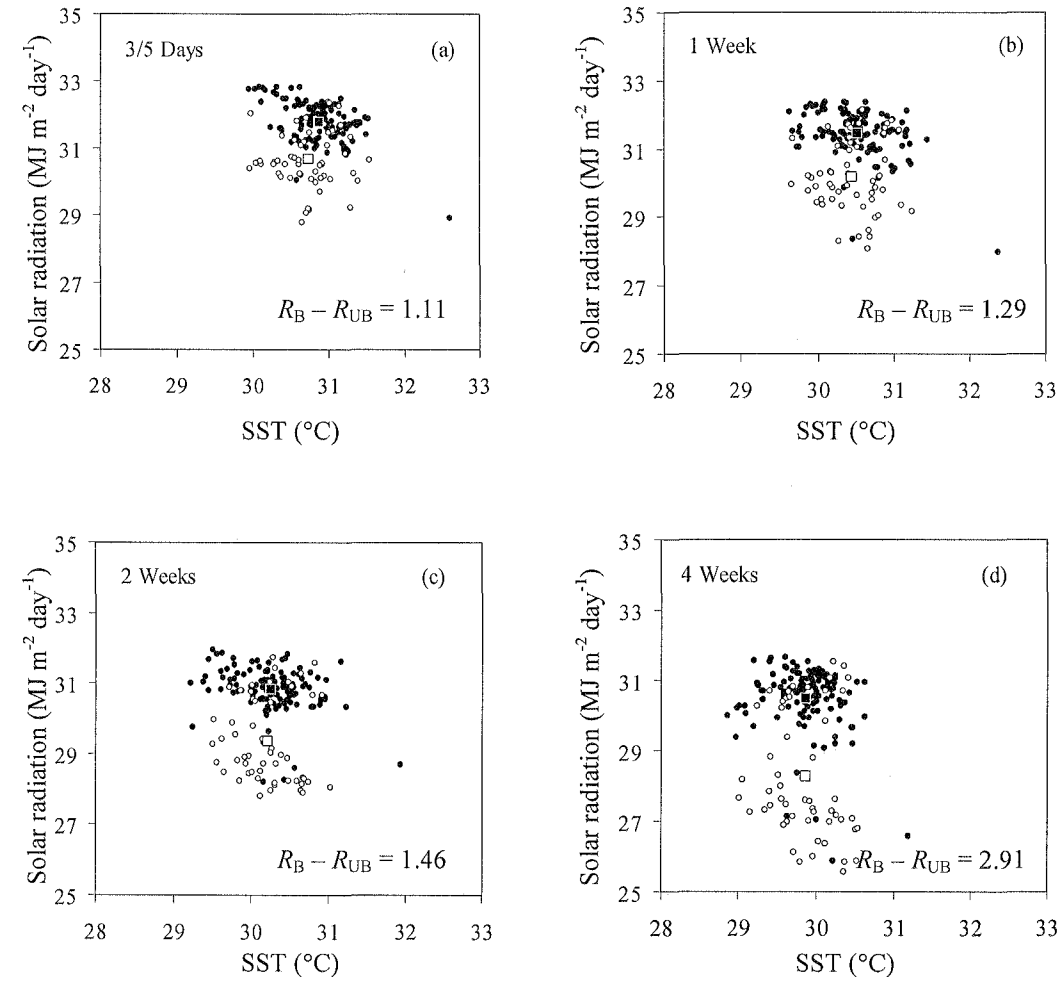 35
33
31
29
27
25
Solar radiation (MJ m-2 day-1)
3/5 Days
(a)
RB – RUB = 1.11
28 29 30 31 32 33
SST (°C)
35
33
31
29
27
25
Solar radiation (MJ m-2 day-1)
1 Week
(b)
RB – RUB = 1.29
28 29 30 31 32 33
SST (°C)
35
33
31
29
27
25
Solar radiation (MJ m-2 day-1)
2 Weeks
(c)
RB – RUB = 1.46
28 29 30 31 32 33
SST (°C)
35
33
31
29
27
25
Solar radiation (MJ m-2 day-1)
4 Weeks
(d)
RB – RUB = 2.91
28 29 30 31 32 33
SST (°C)